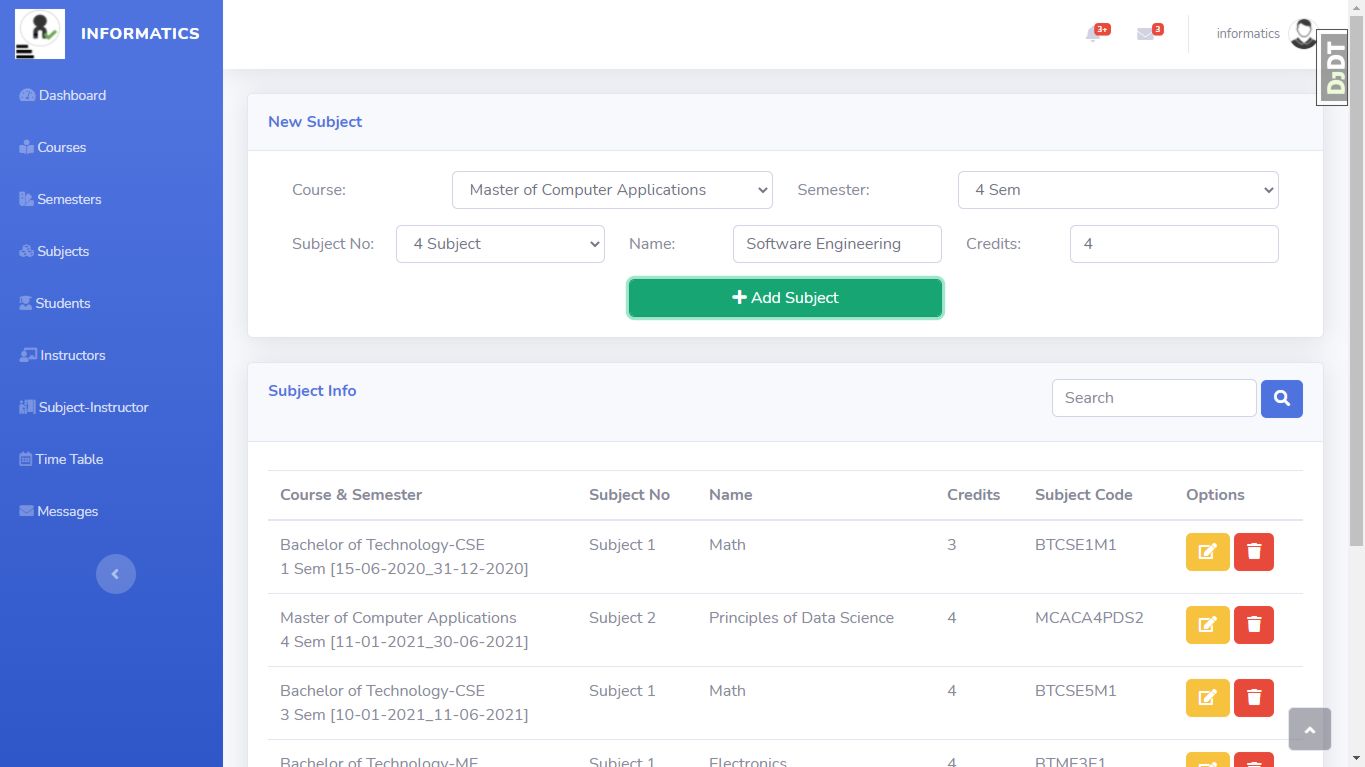 INFORMATICS
3+
3
informatics
DJDT
Dashboard
Courses
Semesters
Subjects
Students
Instructors
Subject-Instructor
Time Table
Messages
New Subject
Course: Master of Computer Applications Semester: 4 Sem
Subject No: 4 Subject Name: Software Engineering Credits: 4
Add Subject
Subject Info
Search
Course & Semester Subject No Name Credits Subject Code Options
Bachelor of Technology-CSE Subject 1 Math 3 BTCSE1M1
1 Sem [15-06-2020_31-12-2020]
Master of Computer Applications Subject 2 Principles of Data Science 4 MCACA4PDS2
4 Sem [11-01-2021_30-06-2021]
Bachelor of Technology-CSE Subject 1 Math 4 BTCSE5M1
3 Sem [10-01-2021_11-06-2021]
Bachelor of Technology-ME Subject 1 Electronics 4 BTME3E1